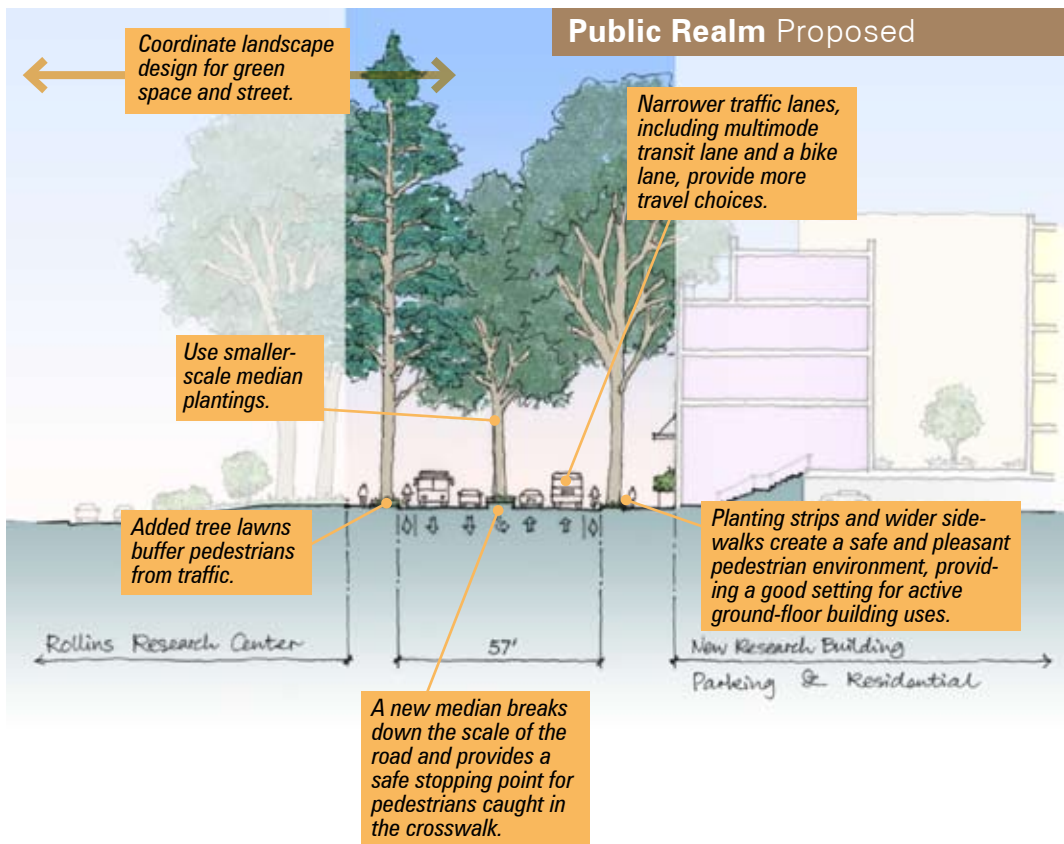 Public Realm Proposed
Coordinate landscape
design for green
space and street.
Narrower traffic lanes,
including multimode
transit lane and a bike
lane, provide more
travel choices.
Use smaller-
scale median
plantings.
Added tree lawns
buffer pedestrians
from traffic.
Planting strips and wider side-
walks create a safe and pleasant
pedestrian environment, provid-
ing a good setting for active
ground-floor building uses.
Rollins Research Center
57'
New Research Building
Parking & Residential
A new median breaks
down the scale of the
road and provides a
safe stopping point for
pedestrians caught in
the crosswalk.